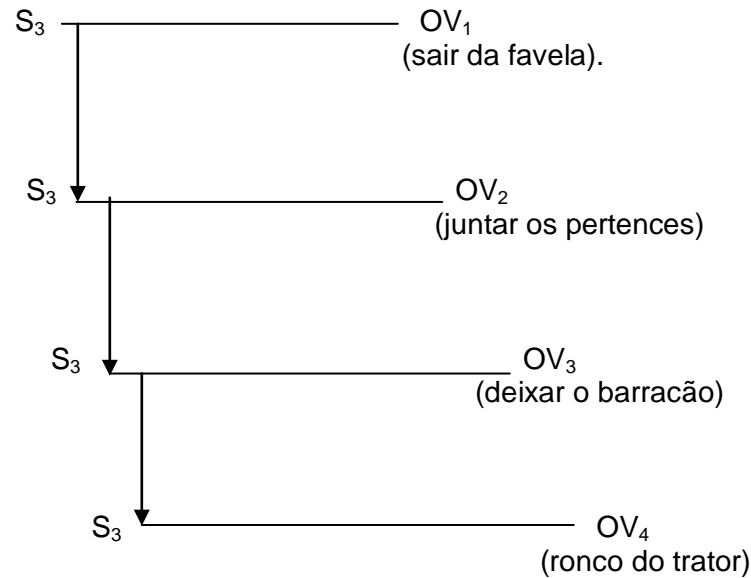 S₃ OV₁
(sair da favela).
S₃ OV₂
(juntar os pertences)
S₃ OV₃
(deixar o barracão)
S₃ OV₄
(ronco do trator)